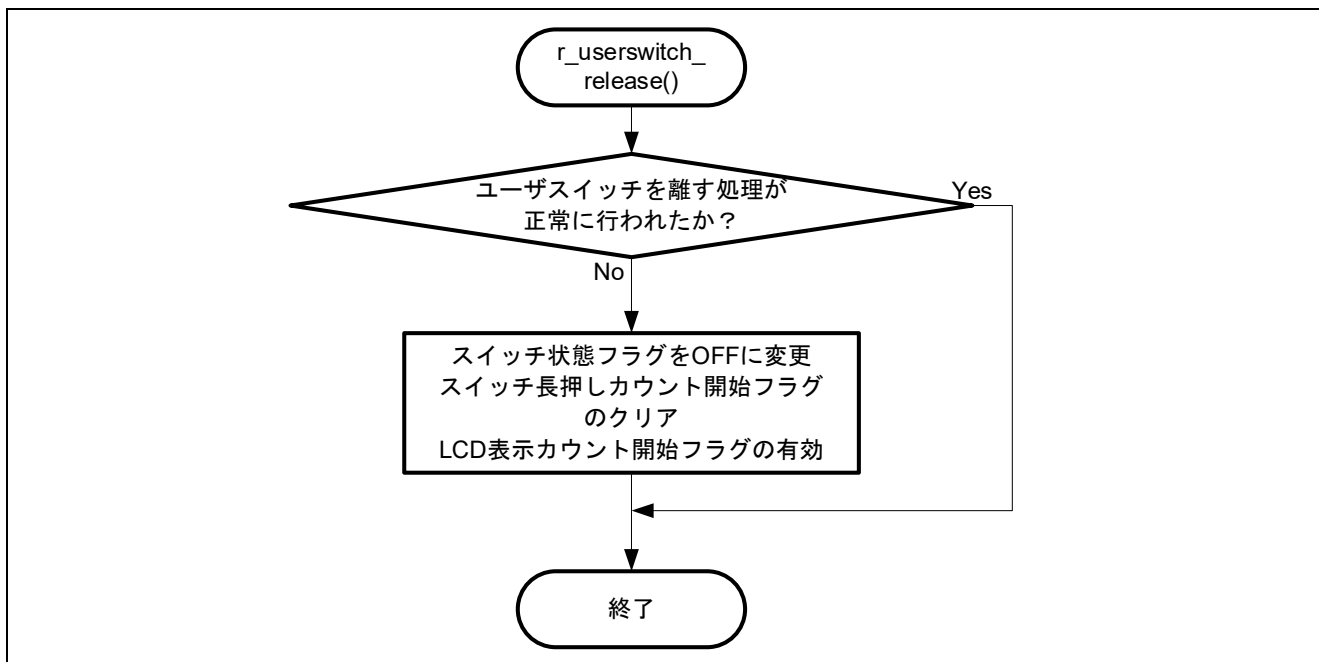 r_userswitch_
release()
ユーザスイッチを離す処理が
正常に行われたか？
Yes
No
スイッチ状態フラグをOFFに変更
スイッチ長押しカウント開始フラグ
のクリア
LCD表示カウント開始フラグの有効
終了